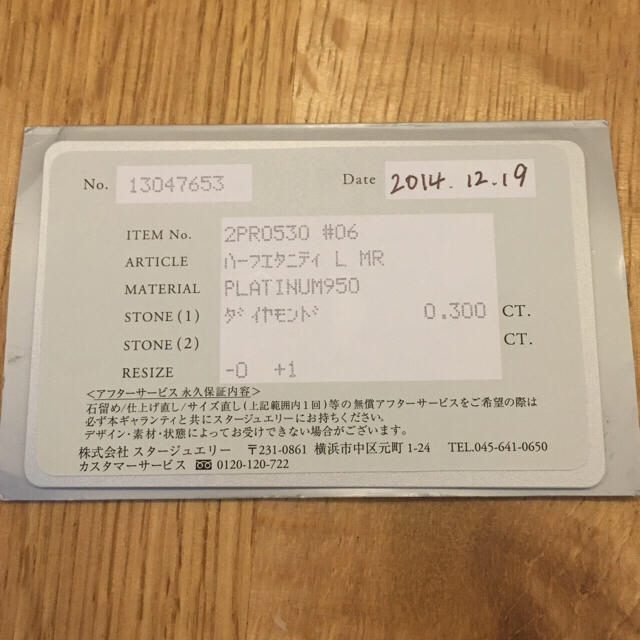 No. 13047653 Date 2014.12.19
ITEM No. 2PR0530 #06
ARTICLE ハーフエタニティ L MR
MATERIAL PLATINUM950
STONE (1) ダイヤモンド 0.300 CT.
STONE (2) CT.
RESIZE -0 +1
<アフターサービス 永久保証内容>
石留め/仕上げ直し/サイズ直し(上記範囲内1回)等の無償アフターサービスをご希望の際は
必ず本ギャランティと共にスタージュエリーにお持ちください。
デザイン・素材・状態によってお受けできない場合がございます。
株式会社 スタージュエリー 〒231-0861 横浜市中区元町 1-24 TEL.045-641-0650
カスタマーサービス 0120-120-722